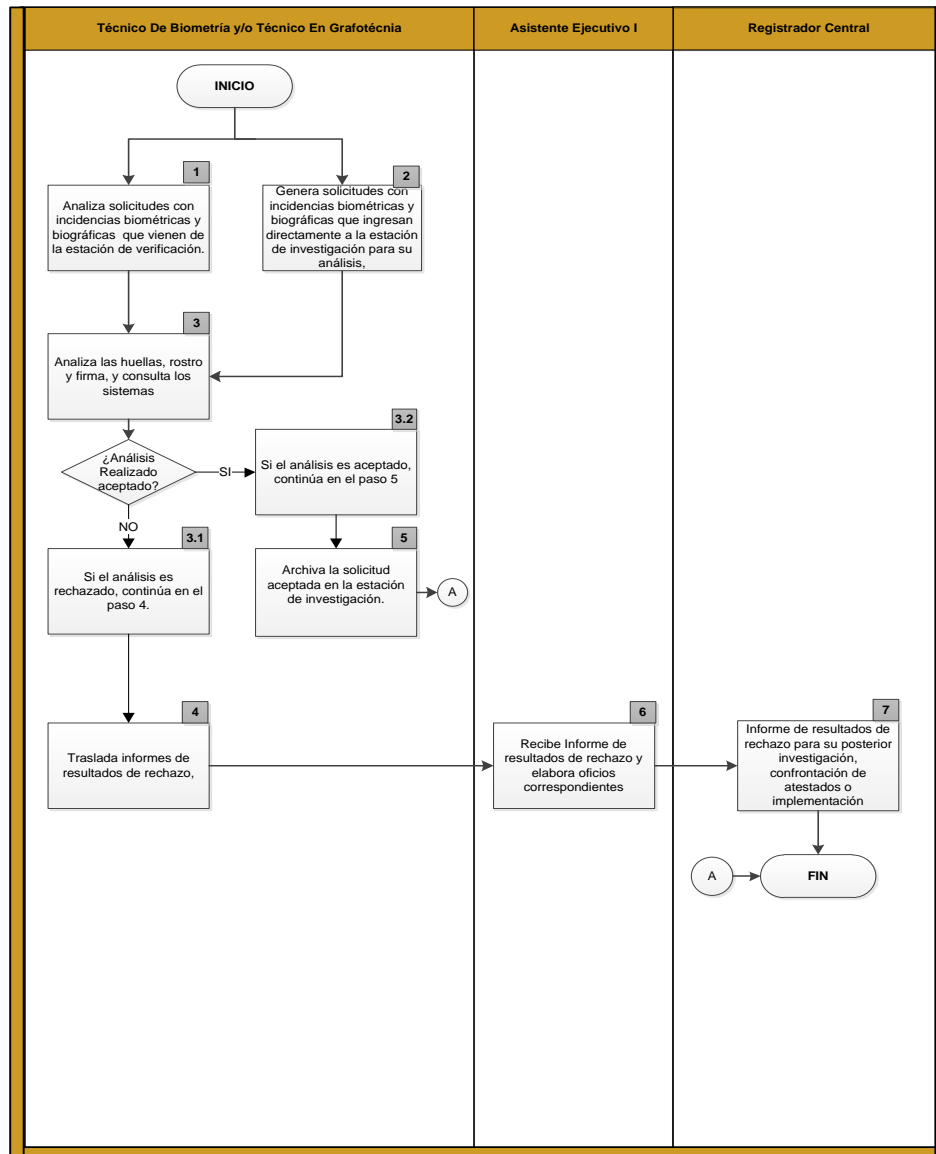 Técnico De Biometría y/o Técnico En Grafotécnia
Asistente Ejecutivo I
Registrador Central
INICIO
1
Analiza solicitudes con
incidencias biométricas y
biográficas que vienen de
la estación de verificación.
2
Genera solicitudes con
incidencias biométricas y
biográficas que ingresan
directamente a la estación
de investigación para su
análisis,
3
Analiza las huellas, rostro
y firma, y consulta los
sistemas
¿Análisis
Realizado
aceptado?
SI
3.2
Si el análisis es aceptado,
continúa en el paso 5
NO
3.1
Si el análisis es
rechazado, continúa en el
paso 4.
5
Archiva la solicitud
aceptada en la estación
de investigación.
A
4
Traslada informes de
resultados de rechazo,
6
Recibe Informe de
resultados de rechazo y
elabora oficios
correspondientes
7
Informe de resultados de
rechazo para su posterior
investigación,
confrontación de
atestados o
implementación
A
FIN